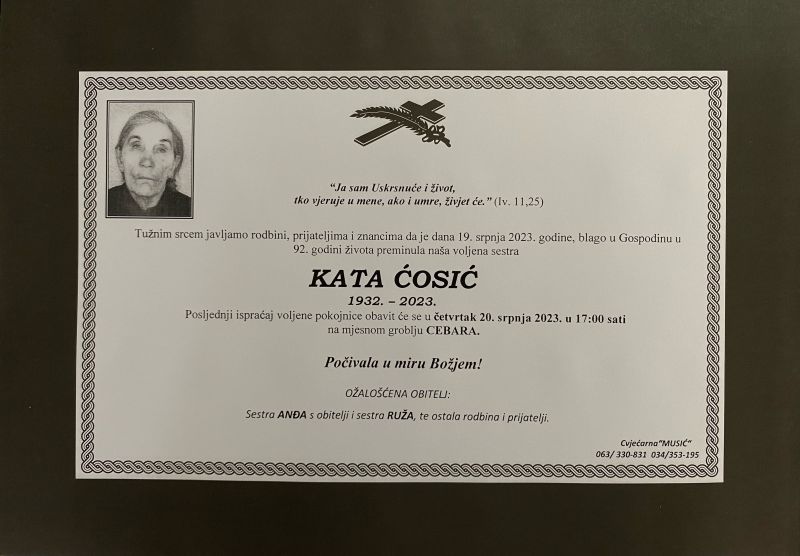 “Ja sam Uskrsnuće i život,
tko vjeruje u mene, ako i umre, živjet će.” (Iv. 11,25)
Tužnim srcem javljamo rodbini, prijateljima i znancima da je dana 19. srpnja 2023. godine, blago u Gospodinu u
92. godini života preminula naša voljena sestra
KATA ĆOSIĆ
1932. – 2023.
Posljednji ispraćaj voljene pokojnice obavit će se u četvrtak 20. srpnja 2023. u 17:00 sati
na mjesnom groblju CEBARA.
Počivala u miru Božjem!
OŽALOŠĆENA OBITELJ:
Sestra ANĐA s obitelji i sestra RUŽA, te ostala rodbina i prijatelji.
Cvjećarna“MUSIĆ”
063/ 330-831 034/353-195